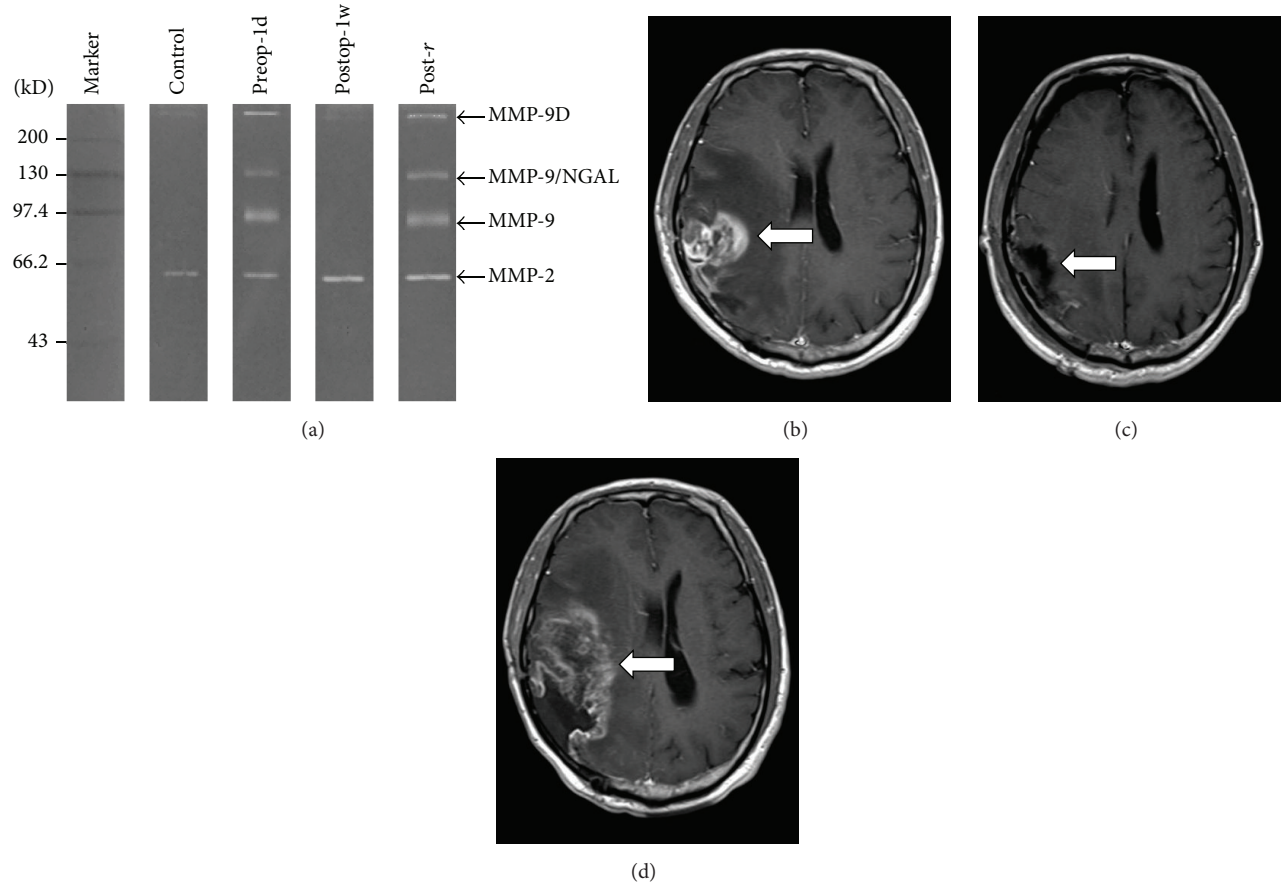 (kD)
Marker
Control
Preop-1d
Postop-1w
Post-r
200
130
97.4
66.2
43
MMP-9D
MMP-9/NGAL
MMP-9
MMP-2
(a)
(b)
(c)
(d)